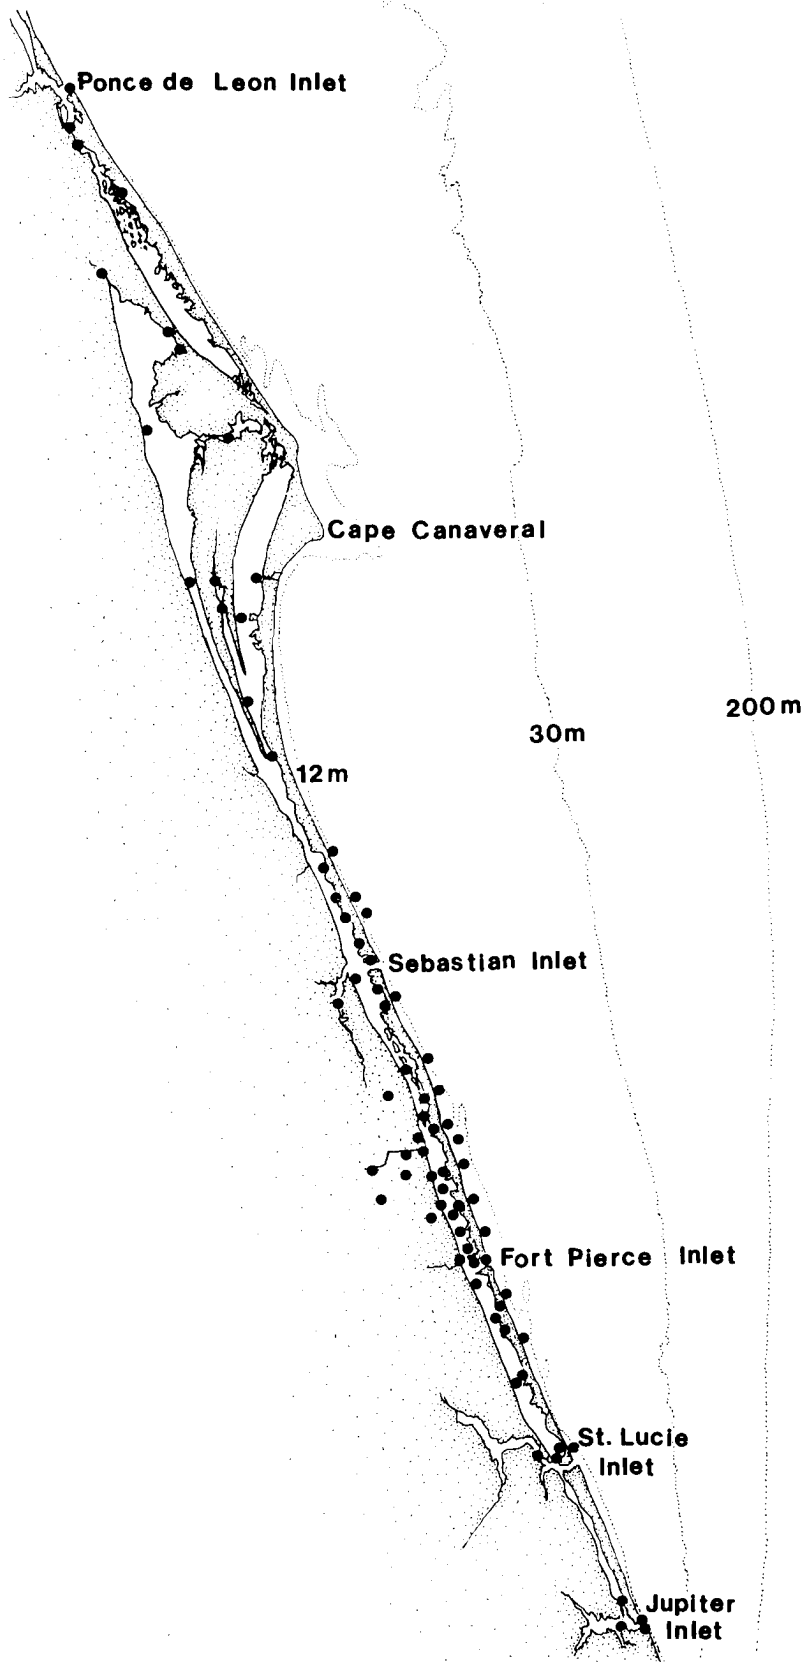 Ponce de Leon Inlet
Cape Canaveral
200m
30m
12m
Sebastian Inlet
Fort Pierce Inlet
St. Lucie
Inlet
Jupiter
Inlet